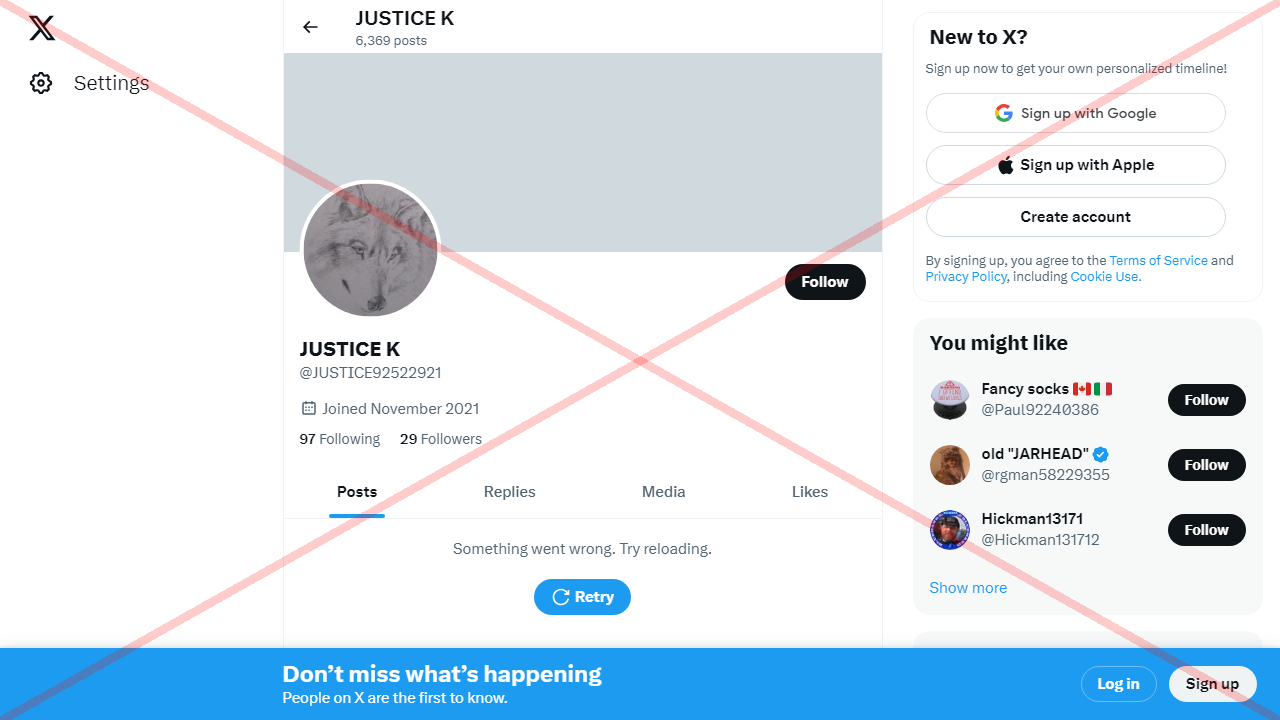 Settings
JUSTICE K
6,369 posts
Follow
JUSTICE K
@JUSTICE92522921
Joined November 2021
97 Following 29 Followers
Posts Replies Media Likes
Something went wrong. Try reloading.
Retry
New to X?
Sign up now to get your own personalized timeline!
Sign up with Google
Sign up with Apple
Create account
By signing up, you agree to the Terms of Service and
Privacy Policy, including Cookie Use.
You might like
Fancy socks
@Paul92240386
Follow
old "JARHEAD"
@rgman58229355
Follow
Hickman13171
@Hickman131712
Follow
Show more
Don’t miss what’s happening
People on X are the first to know.
Log in
Sign up